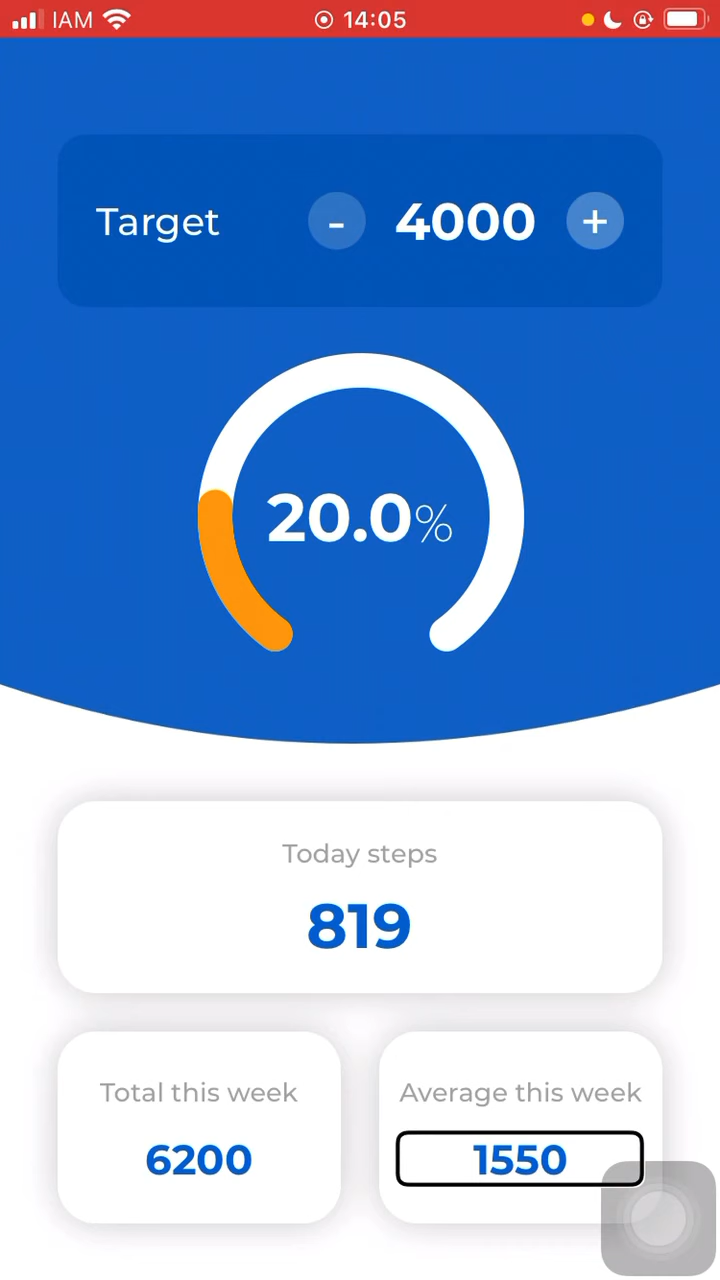 IAM 14:05
Target - 4000 +
20.0%
Today steps
819
Total this week
6200
Average this week
1550